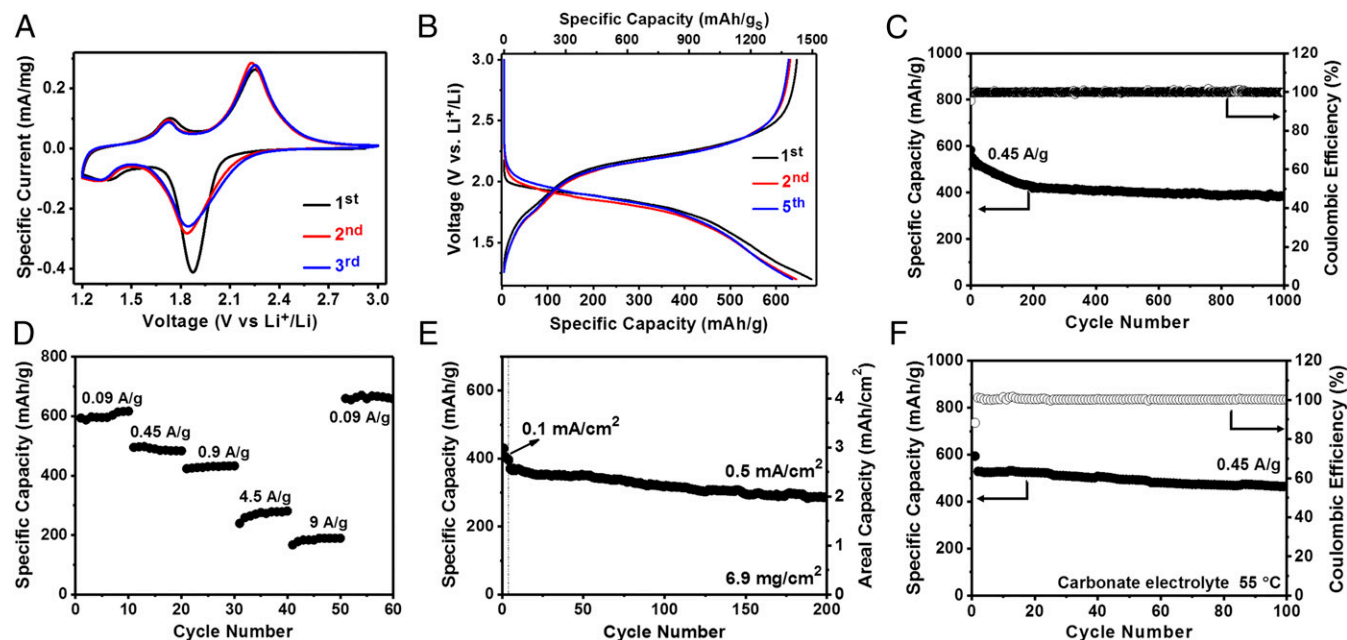 A
Specific Current (mA/mg)
0.2
0.0
-0.2
-0.4
1st
2nd
3rd
1.2 1.5 1.8 2.1 2.4 2.7 3.0
Voltage (V vs Li+/Li)
B
Specific Capacity (mAh/gs)
0 300 600 900 1200 1500
Voltage (V vs. Li+/Li)
3.0
2.5
2.0
1.5
1st
2nd
5th
0 100 200 300 400 500 600
Specific Capacity (mAh/g)
C
Specific Capacity (mAh/g)
1000
800
600
400
200
0
0.45 A/g
120
100
80
60
40
20
0
Coulombic Efficiency (%)
0 200 400 600 800 1000
Cycle Number
D
Specific Capacity (mAh/g)
800
600
400
200
0
0.09 A/g
0.45 A/g
0.9 A/g
4.5 A/g
9 A/g
0.09 A/g
0 10 20 30 40 50 60
Cycle Number
E
Specific Capacity (mAh/g)
600
400
300
0
0.1 mA/cm2
0.5 mA/cm2
6.9 mg/cm2
4
3
2
1
0
Areal Capacity (mAh/cm2)
0 50 100 150 200
Cycle Number
F
Specific Capacity (mAh/g)
1000
800
600
400
200
0
0.45 A/g
Carbonate electrolyte 55 °C
120
100
80
60
40
20
0
Coulombic Efficiency (%)
0 20 40 60 80 100
Cycle Number